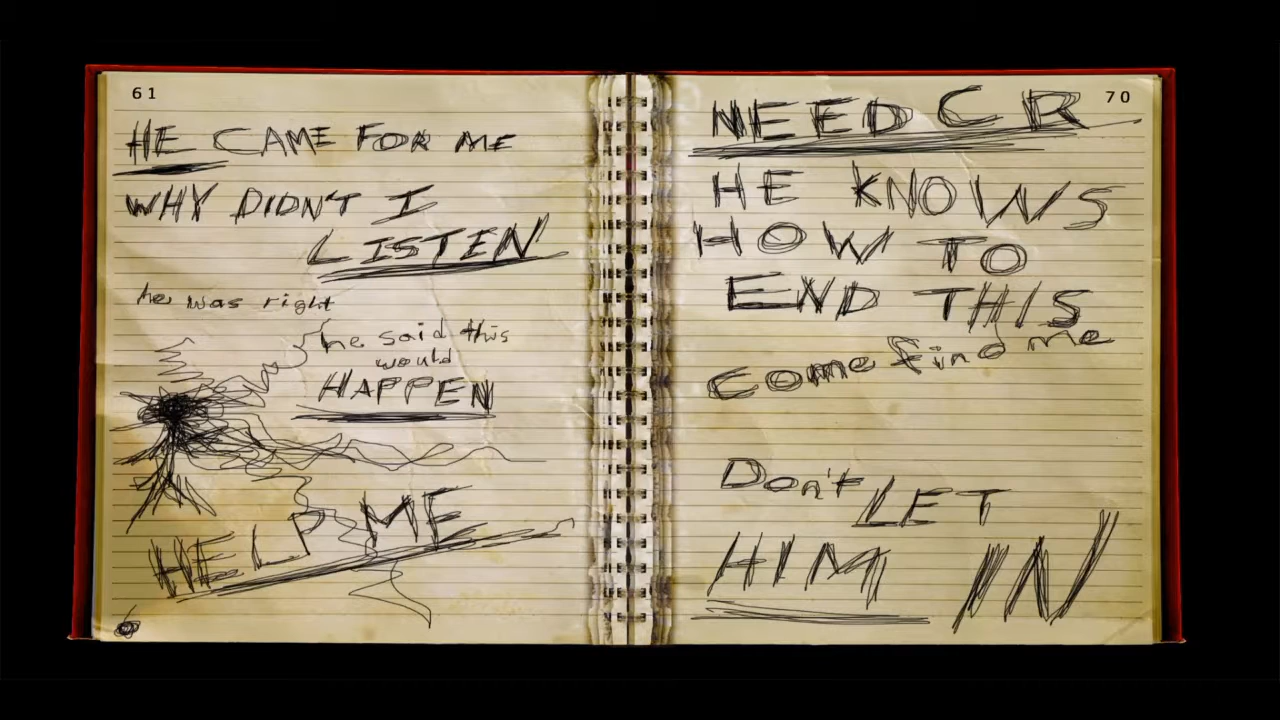 61
HE CAME FOR ME
WHY DIDN'T I
LISTEN
he was right
he said this
would
HAPPEN
HELP ME
70
NEED CR
HE KNOWS
HOW TO
END THIS
come find me
Don't LET
HIM IN